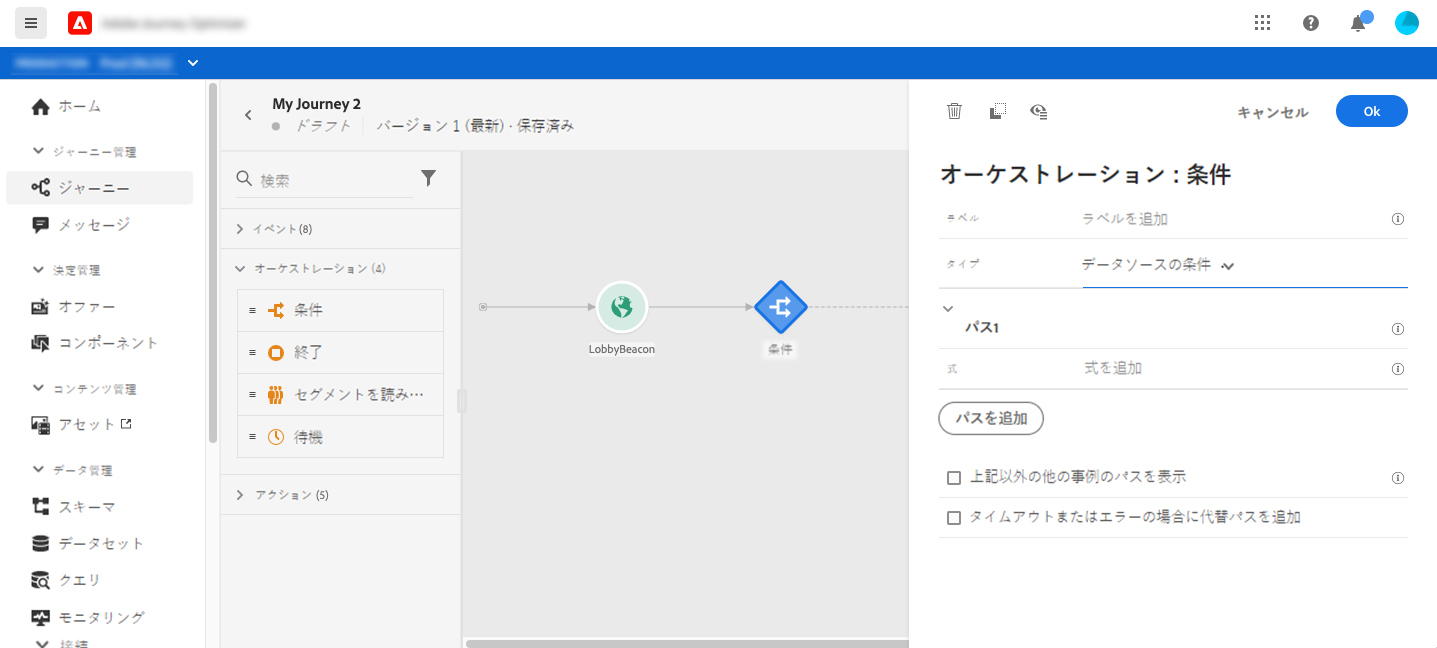 ホーム
ジャーニー管理
ジャーニー
メッセージ
決定管理
オファー
コンポーネント
コンテンツ管理
アセット
データ管理
スキーマ
データセット
クエリ
モニタリング
接続
My Journey 2
ドラフト
バージョン 1 (最新) · 保存済み
検索
イベント(8)
オーケストレーション (4)
条件
終了
セグメントを読み…
待機
アクション (5)
LobbyBeacon
条件
キャンセル
Ok
オーケストレーション : 条件
ラベル ラベルを追加
タイプ データソースの条件
パス1
式 式を追加
パスを追加
上記以外の他の事例のパスを表示
タイムアウトまたはエラーの場合に代替パスを追加